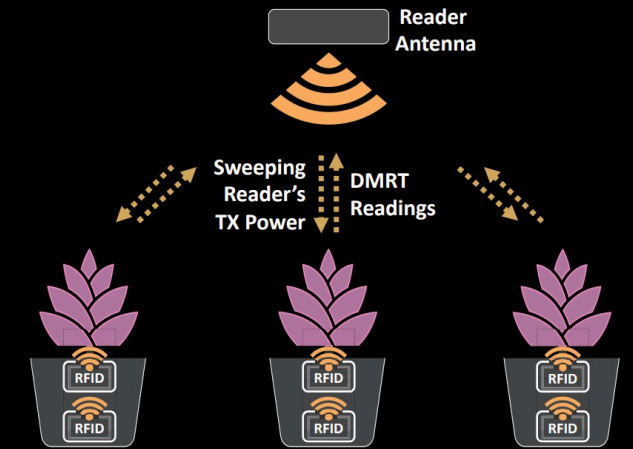 Reader
Antenna
Sweeping
Reader's
TX Power
DMRT
Readings
RFID
RFID
RFID
RFID
RFID
RFID